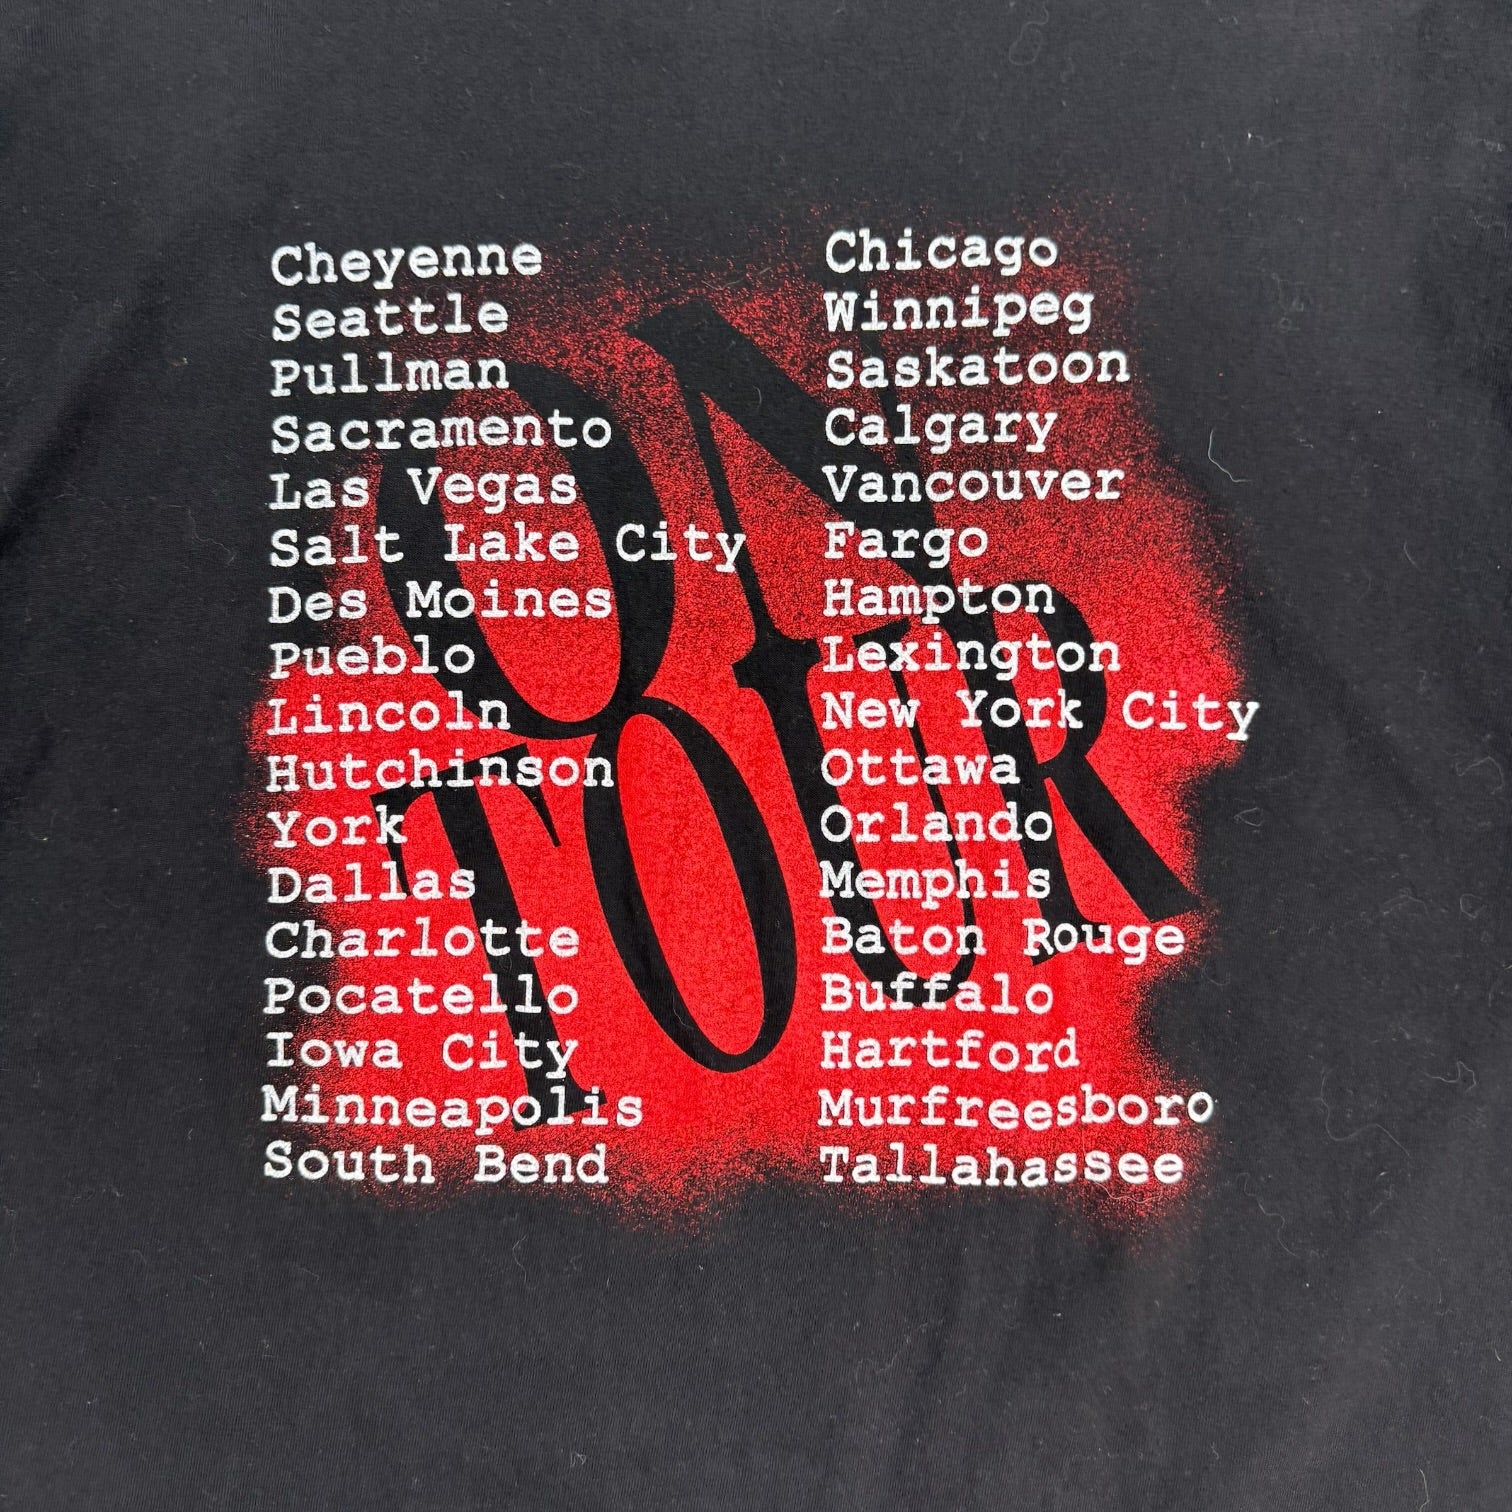 Cheyenne
Seattle
Pullman
Sacramento
Las Vegas
Salt Lake City
Des Moines
Pueblo
Lincoln
Hutchinson
York
Dallas
Charlotte
Pocatello
Iowa City
Minneapolis
South Bend
Chicago
Winnipeg
Saskatoon
Calgary
Vancouver
Fargo
Hampton
Lexington
New York City
Ottawa
Orlando
Memphis
Baton Rouge
Buffalo
Hartford
Murfreesboro
Tallahassee
ON
TOUR